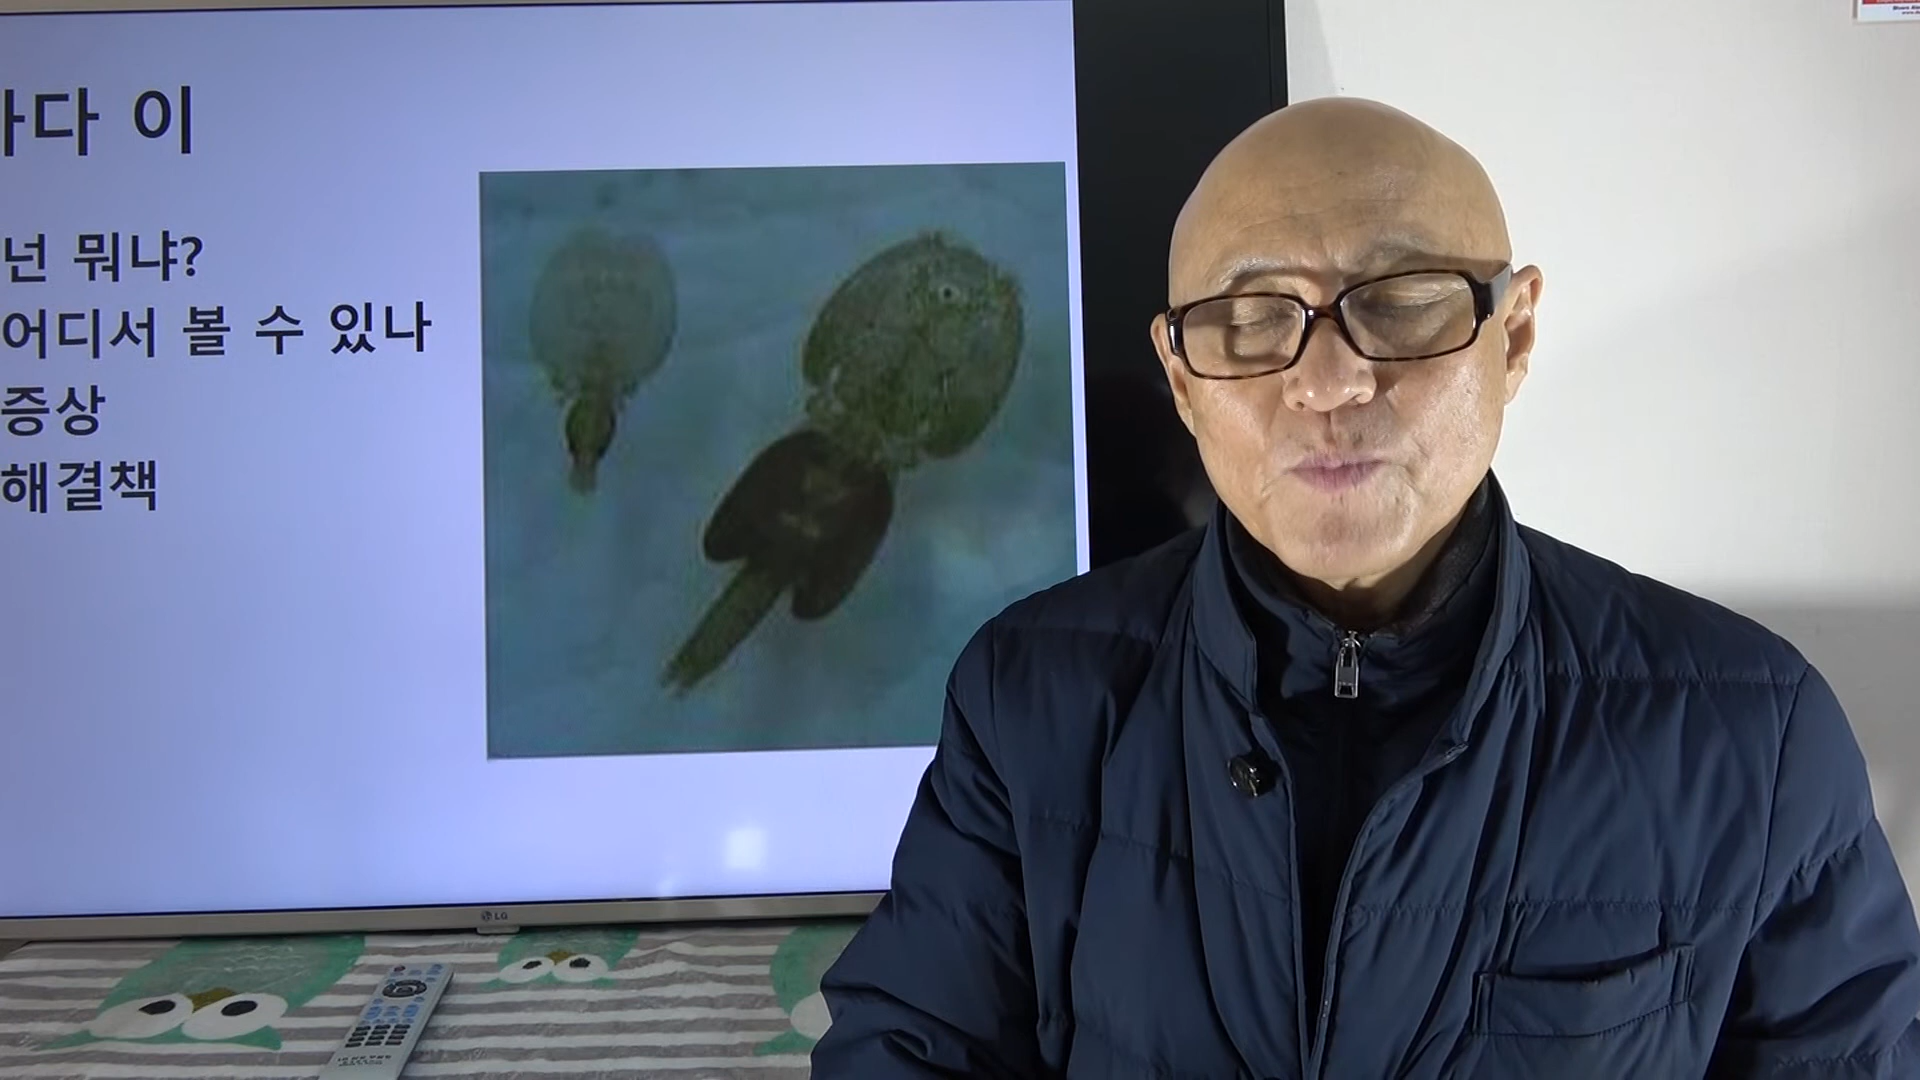 다 이
넌 뭐냐?
어디서 볼 수 있나
증상
해결책
LG